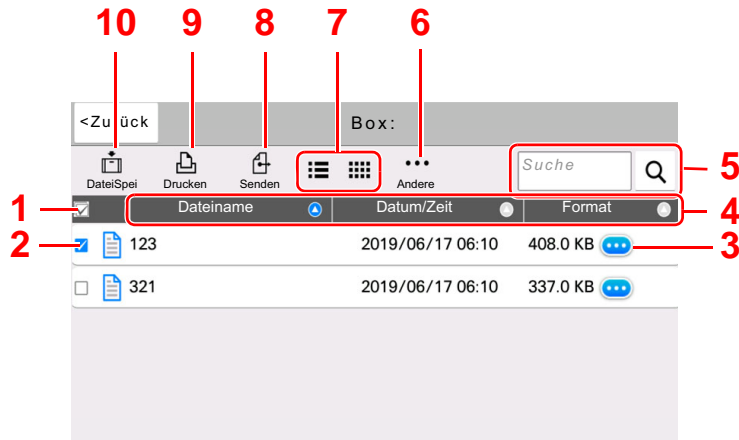 10 9 8 7 6
<Zurück Box:
DateiSpei Drucken Senden Andere Suche 5
1 Dateiname Datum/Zeit Format 4
2 123 2019/06/17 06:10 408.0 KB 3
321 2019/06/17 06:10 337.0 KB